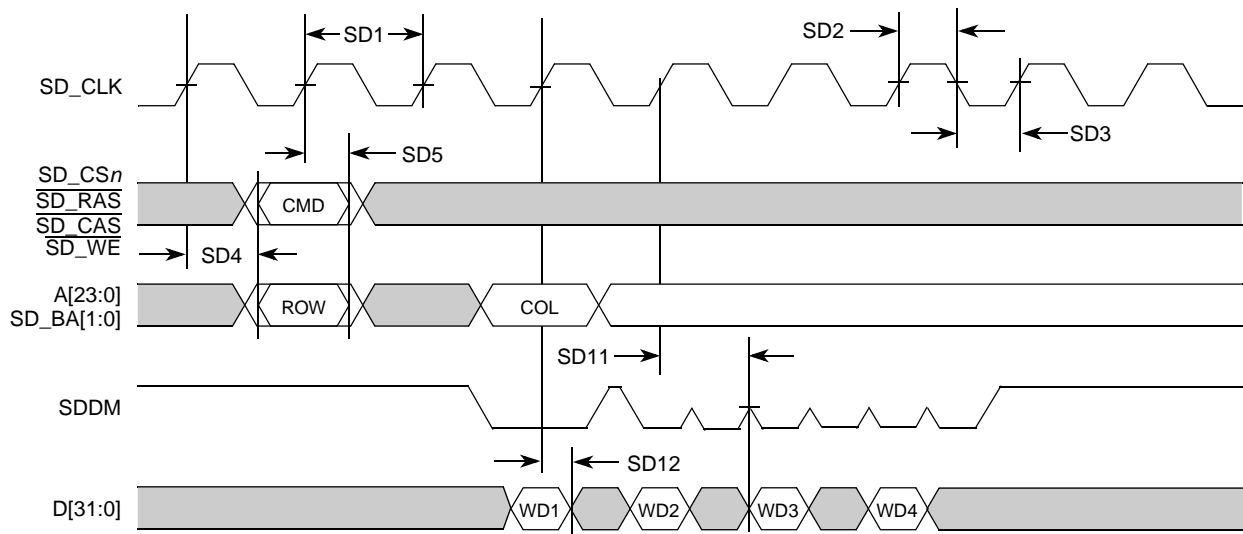 SD1
SD2
SD_CLK
SD3
SD5
SD_CSn
SD_RAS
SD_CAS
SD_WE
CMD
SD4
A[23:0]
SD_BA[1:0]
ROW
COL
SD11
SDDM
SD12
D[31:0]
WD1
WD2
WD3
WD4